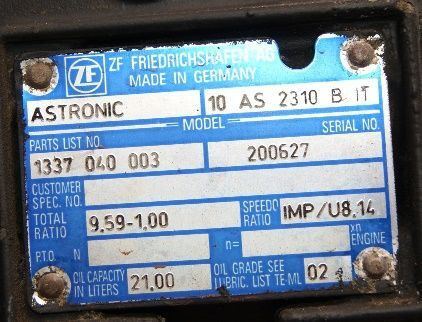 ZF ZF FRIEDRICHSHAFEN AG
MADE IN GERMANY
ASTRONIC 10 AS 2310 B IT
MODEL
PARTS LIST NO. SERIAL NO.
1337 040 003 200627
CUSTOMER
SPEC. NO.
TOTAL
RATIO 9,59-1,00 SPEEDO
RATIO IMP/U8,14
P.T.O. N n= xn
ENGINE
OIL CAPACITY
IN LITERS 21,00 OIL GRADE SEE
LUBRIC. LIST TE-ML 02